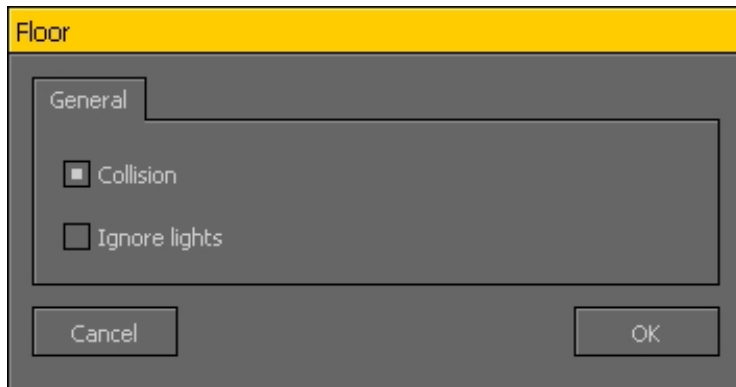 Floor
General
Collision
Ignore lights
Cancel
OK